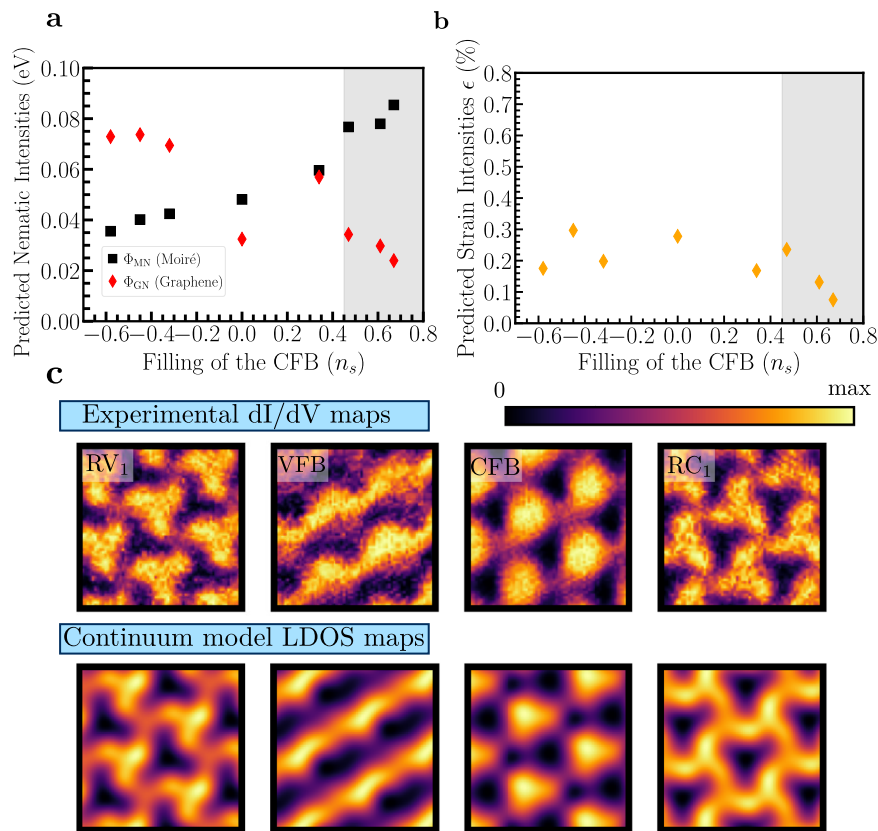 a
Predicted Nematic Intensities (eV)
0.10
0.08
0.06
0.04
0.02
0.00
Φ_MN (Moiré)
Φ_GN (Graphene)
−0.6 −0.4 −0.2 0.0 0.2 0.4 0.6 0.8
Filling of the CFB (n_s)
b
Predicted Strain Intensities ϵ (%)
0.8
0.7
0.6
0.5
0.4
0.3
0.2
0.1
0.0
−0.6 −0.4 −0.2 0.0 0.2 0.4 0.6 0.8
Filling of the CFB (n_s)
c
0 max
Experimental dI/dV maps
RV₁ VFB CFB RC₁
Continuum model LDOS maps